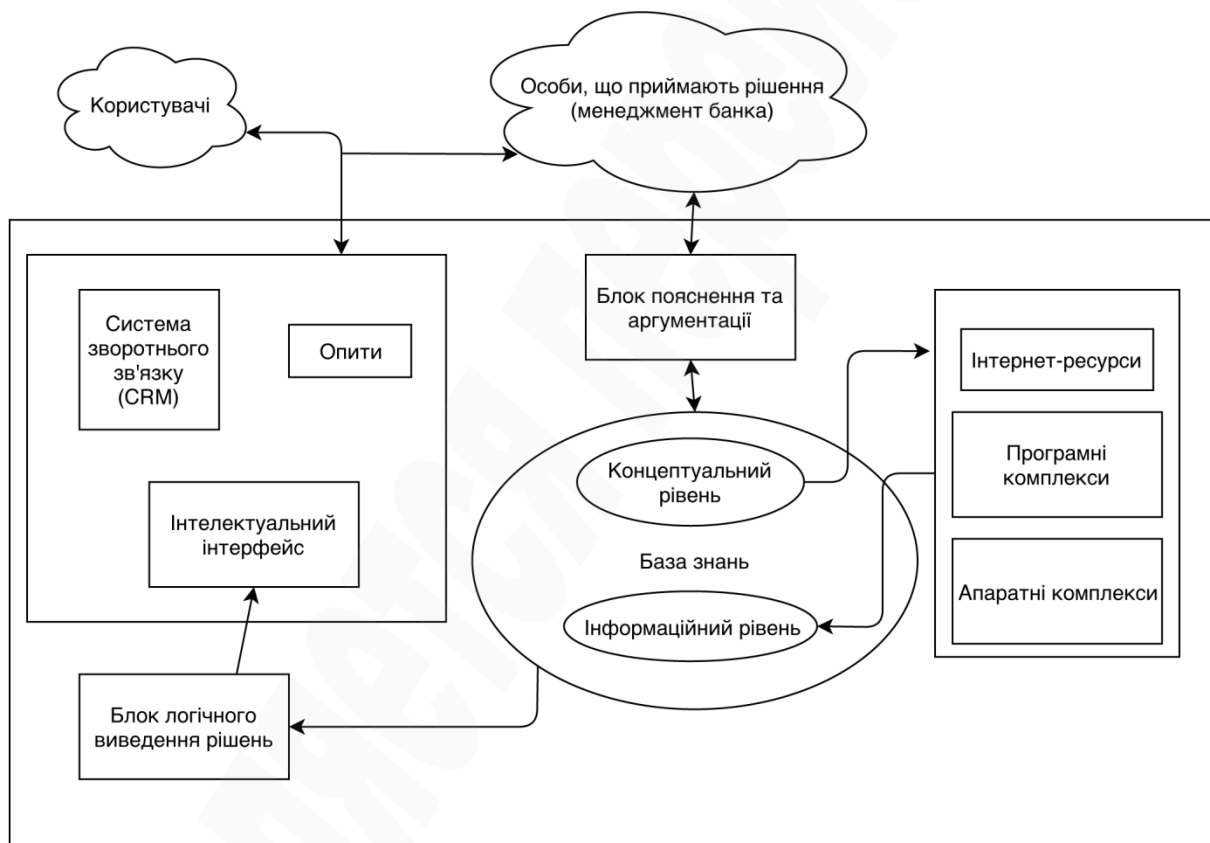 Користувачі
Особи, що приймають рішення
(менеджмент банка)
Система
зворотнього
зв'язку
(CRM)
Опити
Блок пояснення та
аргументації
Інтернет-ресурси
Програмні
комплекси
Апаратні комплекси
Концептуальний
рівень
База знань
Інформаційний рівень
Інтелектуальний
інтерфейс
Блок логічного
виведення рішень